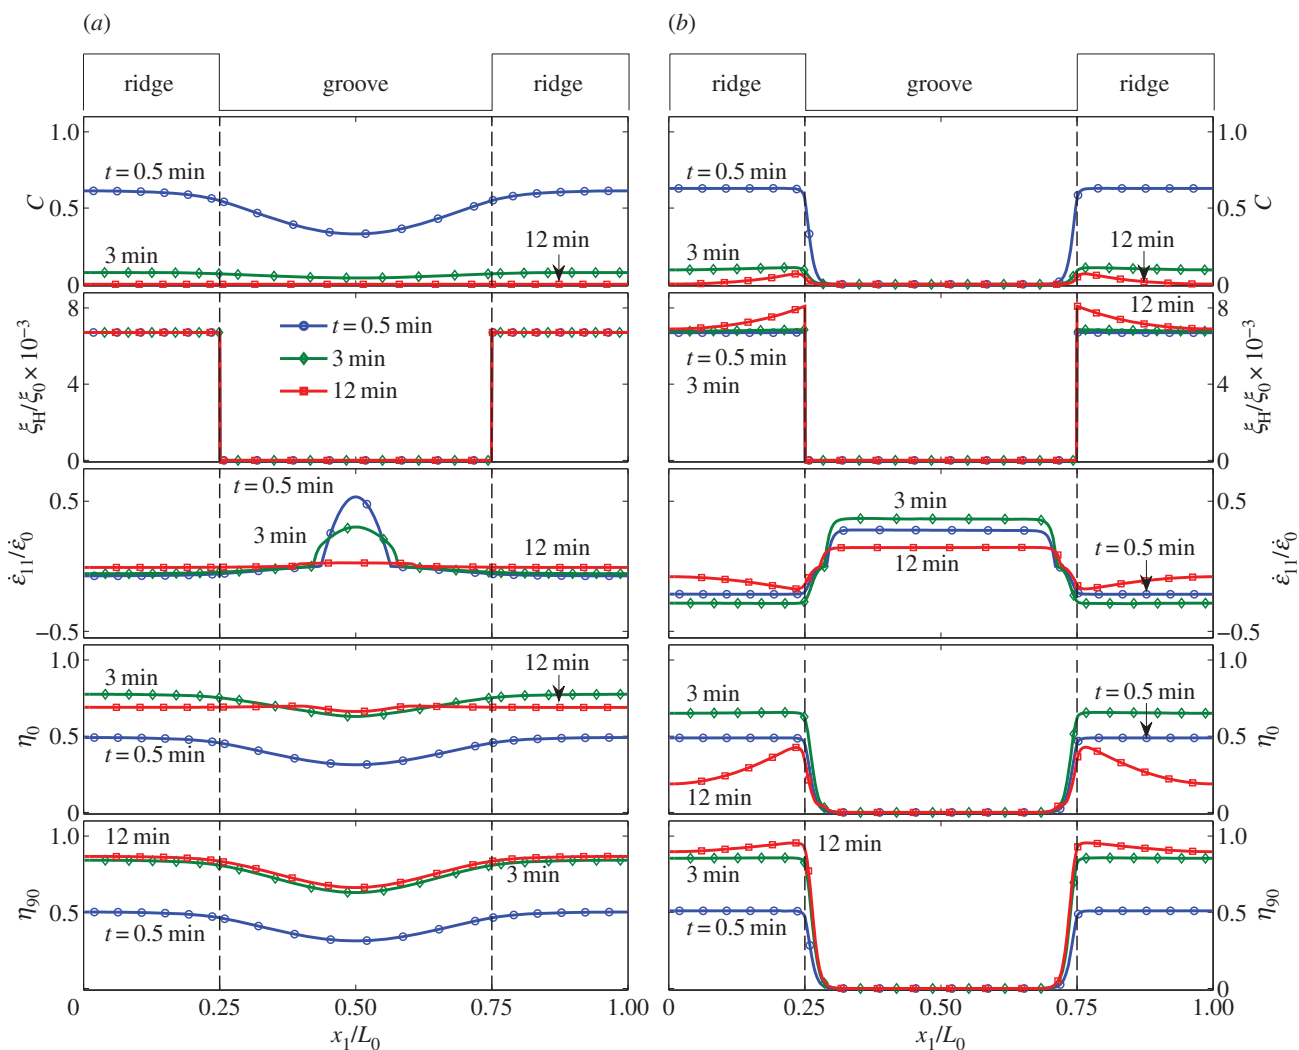 (a) (b)
ridge groove ridge ridge groove ridge
1.0 1.0
t = 0.5 min t = 0.5 min
C 0.5 0.5 C
3 min 12 min 3 min 12 min
0 0
8 12 min 8
t = 0.5 min t = 0.5 min
ξH/ξ0 × 10−3 4 3 min 3 min 4 ξH/ξ0 × 10−3
12 min
0 0
t = 0.5 min
0.5 3 min 0.5
3 min 12 min t = 0.5 min
ε̇11/ε̇0 12 min ε̇11/ε̇0
−0.5 −0.5
1.0 12 min 1.0
3 min 3 min t = 0.5 min
η0 0.5 0.5 η0
t = 0.5 min 12 min
0 0
1.0 12 min 12 min 1.0
3 min 3 min
η90 0.5 0.5 η90
t = 0.5 min t = 0.5 min
0 0
0 0.25 0.50 0.75 1.00 0 0.25 0.50 0.75 1.00
x1/L0 x1/L0